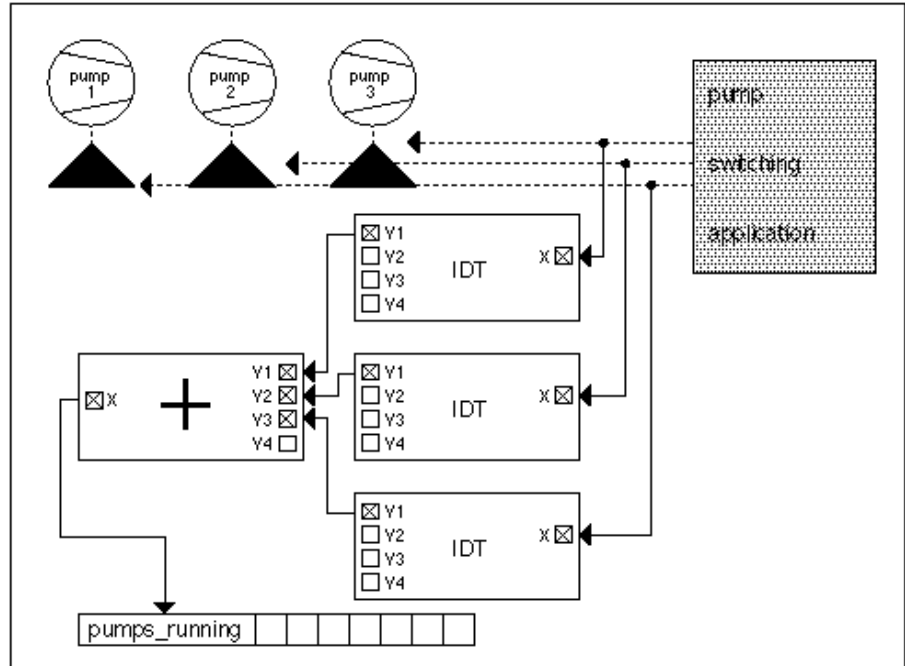 pump
1
pump
2
pump
3
pump
switching
application
Y1
Y2
Y3
Y4
IDT
X
X
Y1
Y2
Y3
Y4
Y1
Y2
Y3
Y4
IDT
X
Y1
Y2
Y3
Y4
IDT
X
pumps_running